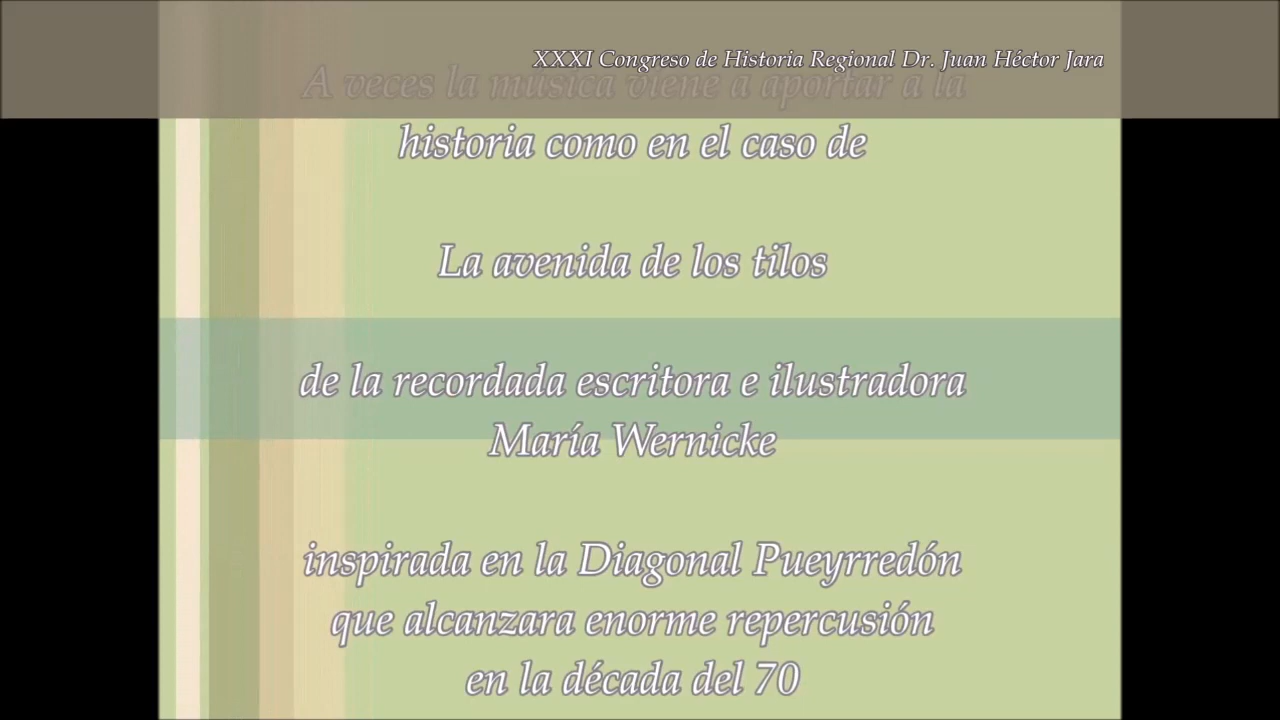 XXXI Congreso de Historia Regional Dr. Juan Héctor Jara
A veces la música viene a aportar a la
historia como en el caso de
La avenida de los tilos
de la recordada escritora e ilustradora
María Wernicke
inspirada en la Diagonal Pueyrredón
que alcanzara enorme repercusión
en la década del 70